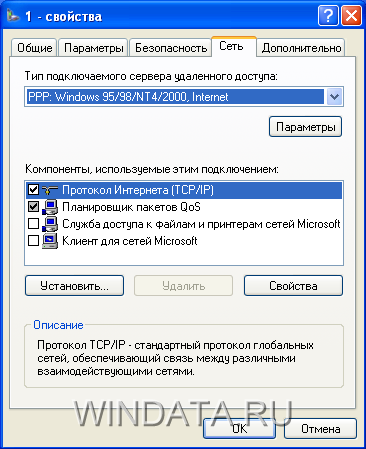 1 - свойства
Общие
Параметры
Безопасность
Сеть
Дополнительно
Тип подключаемого сервера удаленного доступа:
PPP: Windows 95/98/NT4/2000, Internet
Параметры
Компоненты, используемые этим подключением:
Протокол Интернета (TCP/IP)
Планировщик пакетов QoS
Служба доступа к файлам и принтерам сетей Microsoft
Клиент для сетей Microsoft
Установить...
Удалить
Свойства
Описание
Протокол TCP/IP - стандартный протокол глобальных
сетей, обеспечивающий связь между различными
взаимодействующими сетями.
WINDATA.RU
OK
Отмена